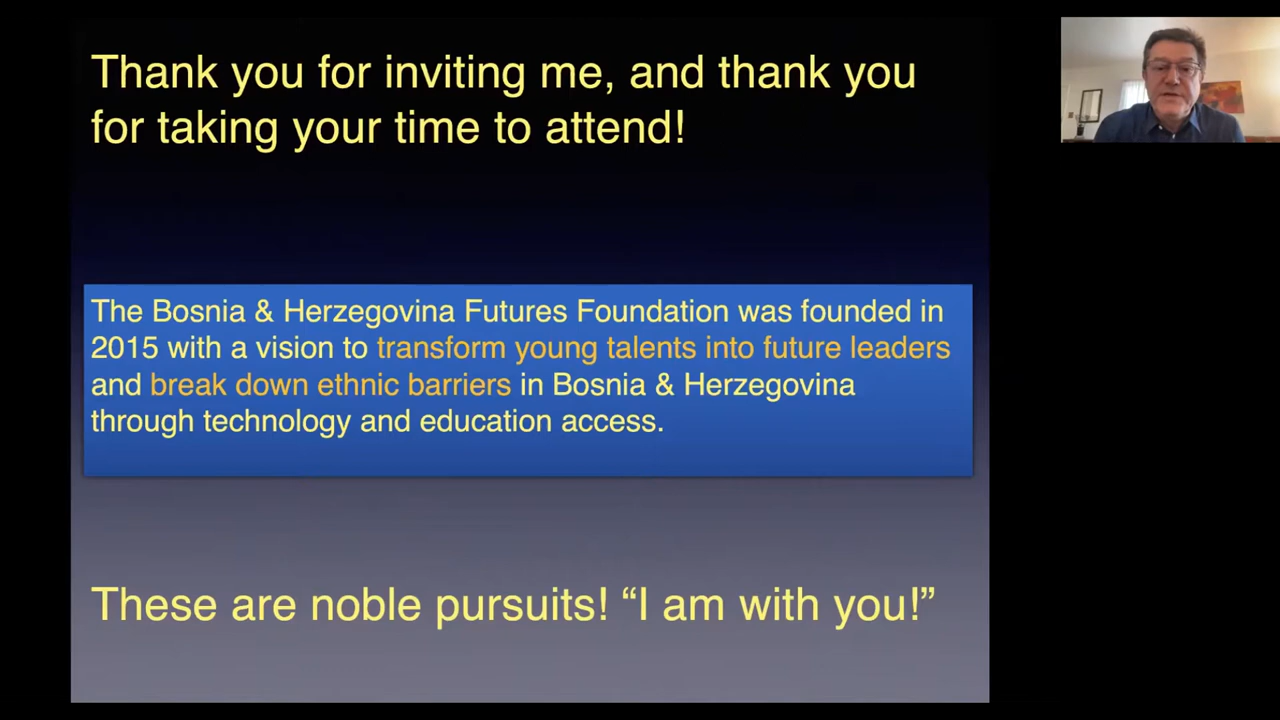 Thank you for inviting me, and thank you
for taking your time to attend!
The Bosnia & Herzegovina Futures Foundation was founded in
2015 with a vision to transform young talents into future leaders
and break down ethnic barriers in Bosnia & Herzegovina
through technology and education access.
These are noble pursuits! “I am with you!”